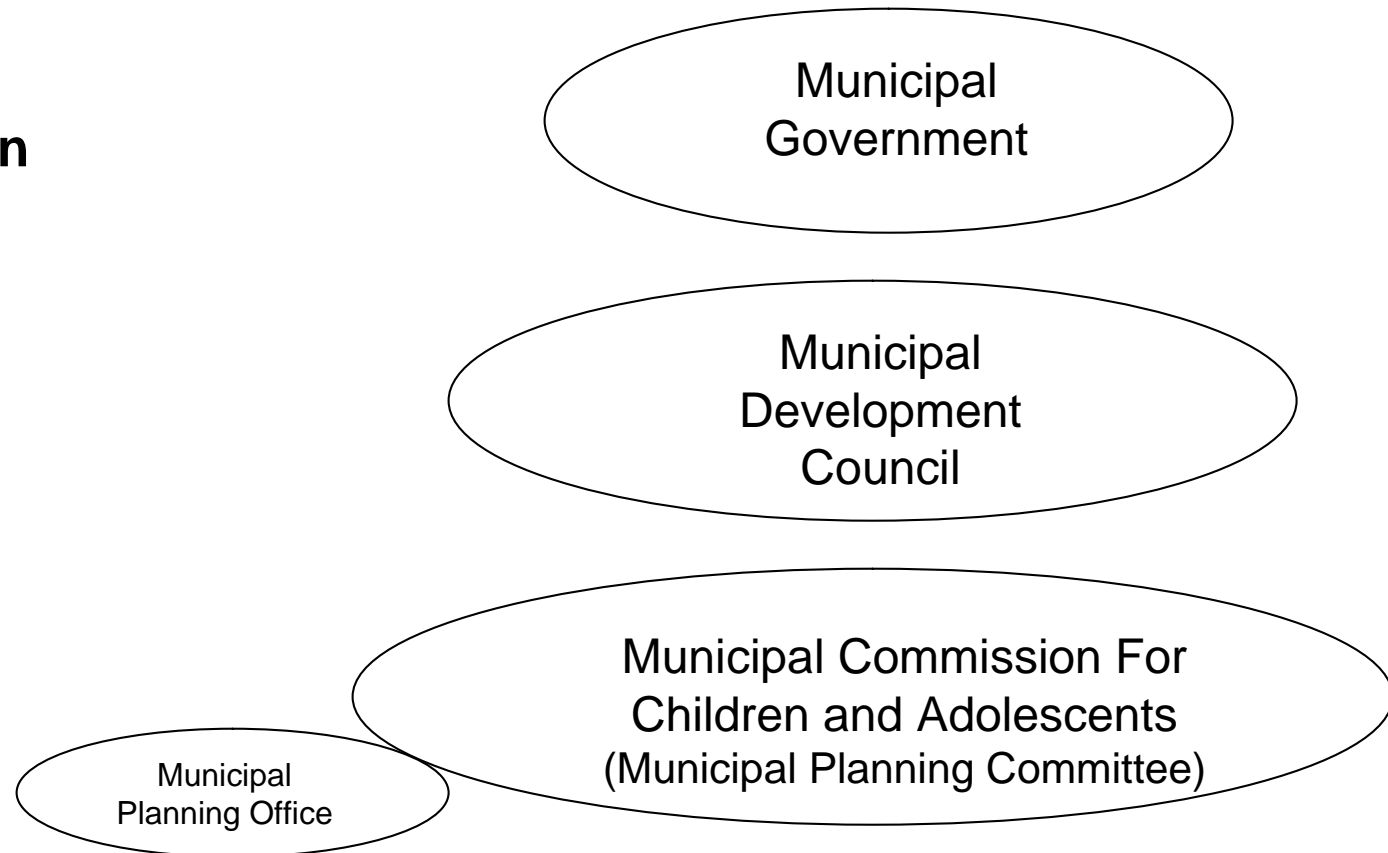 Municipal
Government
n
Municipal
Development
Council
Municipal Commission For
Children and Adolescents
(Municipal Planning Committee)
Municipal
Planning Office